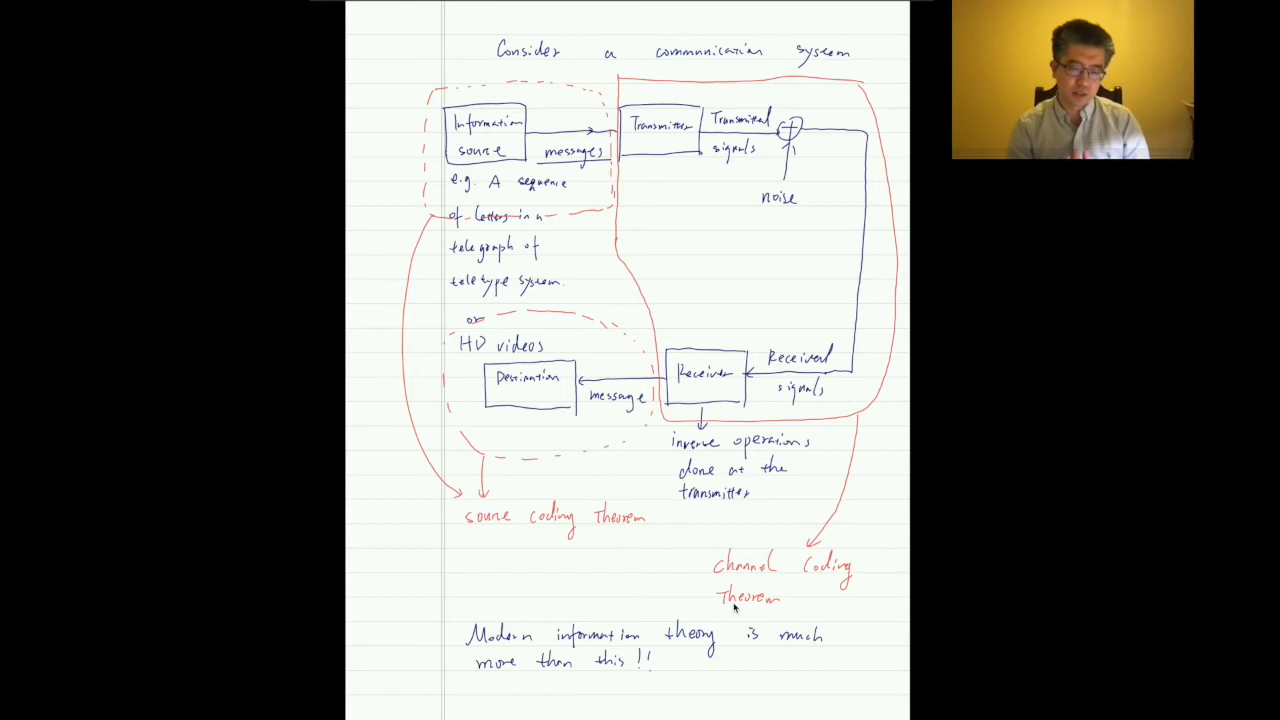 Consider a communication system
Information
source
messages
Transmitter
Transmitted
signals
noise
e.g. A sequence
of letters in a
telegraph of
teletype system.
or
HD videos
Destination
message
Receiver
Received
signals
inverse operations
done at the
transmitter
source coding Theorem
channel coding
Theorem
Modern information theory is much
more than this!!